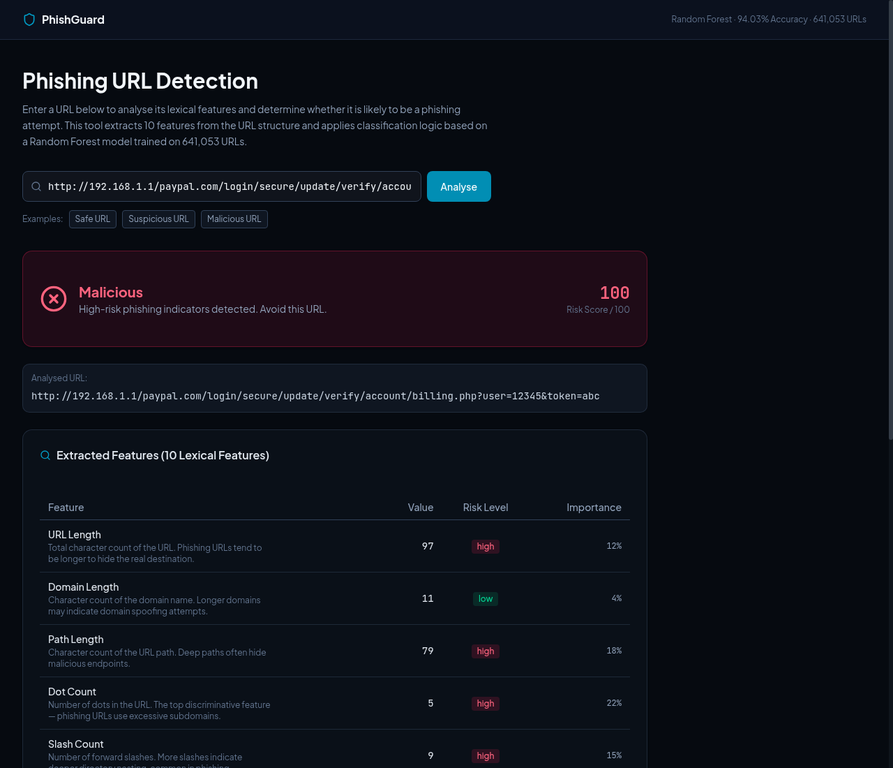 PhishGuard
Random Forest · 94.03% Accuracy · 641,053 URLs
Phishing URL Detection
Enter a URL below to analyse its lexical features and determine whether it is likely to be a phishing
attempt. This tool extracts 10 features from the URL structure and applies classification logic based on
a Random Forest model trained on 641,053 URLs.
http://192.168.1.1/paypal.com/login/secure/update/verify/accou
Analyse
Examples:
Safe URL
Suspicious URL
Malicious URL
Malicious
High-risk phishing indicators detected. Avoid this URL.
100
Risk Score / 100
Analysed URL:
http://192.168.1.1/paypal.com/login/secure/update/verify/account/billing.php?user=12345&token=abc
Extracted Features (10 Lexical Features)
Feature Value Risk Level Importance
URL Length
Total character count of the URL. Phishing URLs tend to
be longer to hide the real destination.
97 high 12%
Domain Length
Character count of the domain name. Longer domains
may indicate domain spoofing attempts.
11 low 4%
Path Length
Character count of the URL path. Deep paths often hide
malicious endpoints.
79 high 18%
Dot Count
Number of dots in the URL. The top discriminative feature
— phishing URLs use excessive subdomains.
5 high 22%
Slash Count
Number of forward slashes. More slashes indicate
9 high 15%